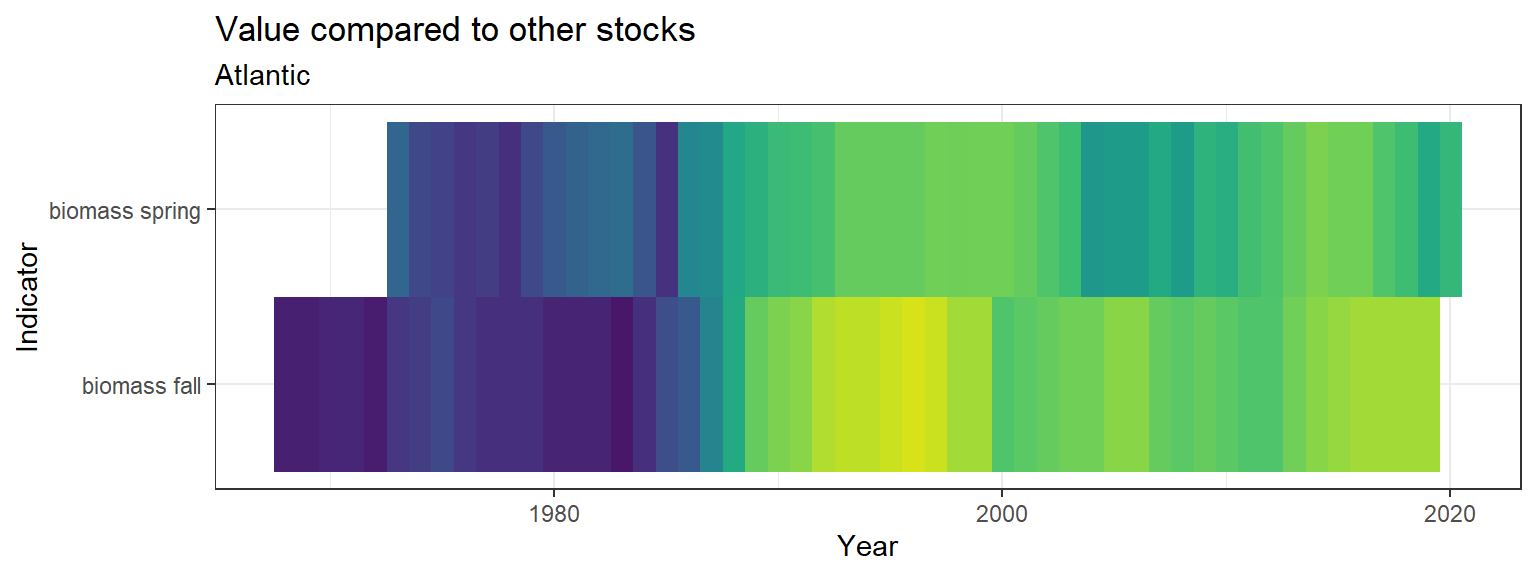 Value compared to other stocks
Atlantic
Indicator
biomass spring
biomass fall
1980 2000 2020
Year